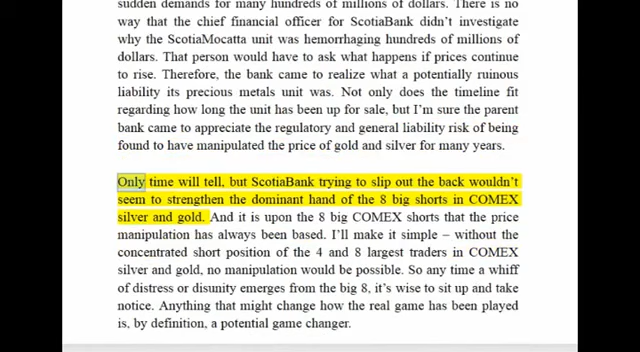 sudden demands for many hundreds of millions of dollars. There is no
way that the chief financial officer for ScotiaBank didn't investigate
why the ScotiaMocatta unit was hemorrhaging hundreds of millions of
dollars. That person would have to ask what happens if prices continue
to rise. Therefore, the bank came to realize what a potentially ruinous
liability its precious metals unit was. Not only does the timeline fit
regarding how long the unit has been up for sale, but I'm sure the parent
bank came to appreciate the regulatory and general liability risk of being
found to have manipulated the price of gold and silver for many years.
Only time will tell, but ScotiaBank trying to slip out the back wouldn't
seem to strengthen the dominant hand of the 8 big shorts in COMEX
silver and gold. And it is upon the 8 big COMEX shorts that the price
manipulation has always been based. I'll make it simple – without the
concentrated short position of the 4 and 8 largest traders in COMEX
silver and gold, no manipulation would be possible. So any time a whiff
of distress or disunity emerges from the big 8, it's wise to sit up and take
notice. Anything that might change how the real game has been played
is, by definition, a potential game changer.